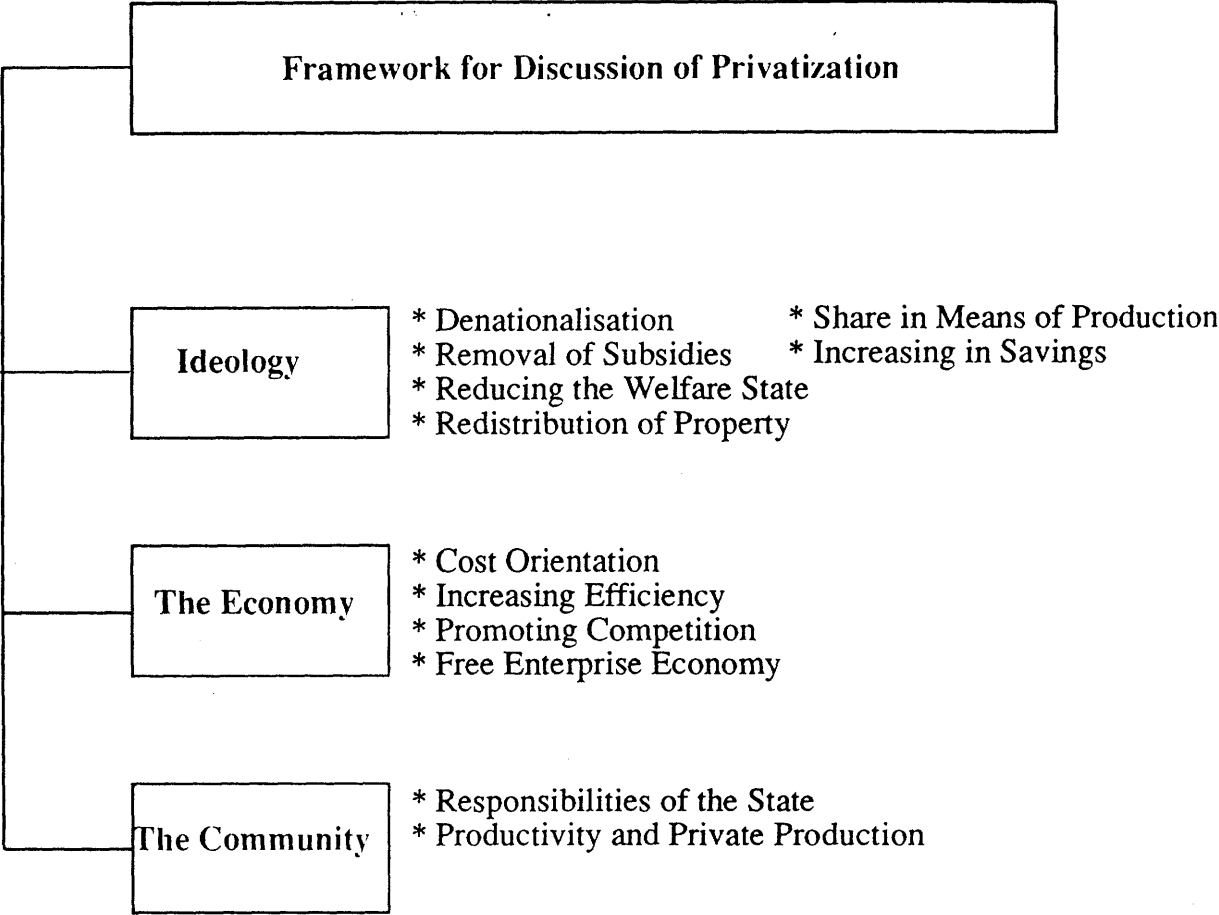 Framework for Discussion of Privatization
Ideology
* Denationalisation
* Removal of Subsidies
* Reducing the Welfare State
* Redistribution of Property
* Share in Means of Production
* Increasing in Savings
The Economy
* Cost Orientation
* Increasing Efficiency
* Promoting Competition
* Free Enterprise Economy
The Community
* Responsibilities of the State
* Productivity and Private Production